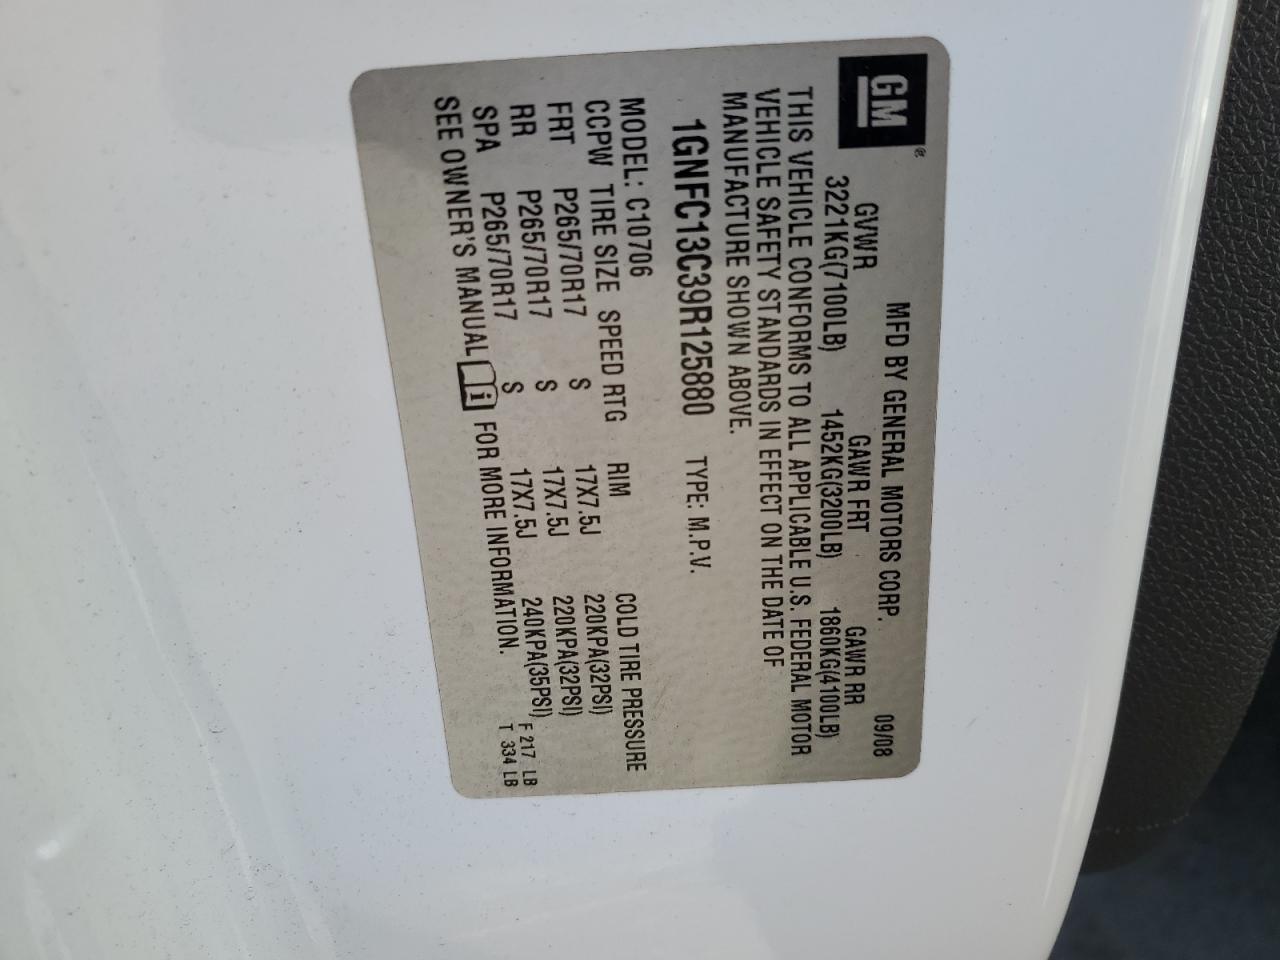 GM®
MFD BY GENERAL MOTORS CORP. 09/08
GVWR GAWR FRT GAWR RR
3221KG(7100LB) 1452KG(3200LB) 1860KG(4100LB)
THIS VEHICLE CONFORMS TO ALL APPLICABLE U.S. FEDERAL MOTOR
VEHICLE SAFETY STANDARDS IN EFFECT ON THE DATE OF
MANUFACTURE SHOWN ABOVE.
1GNFC13C39R125880 TYPE: M.P.V.
MODEL: C10706
CCPW TIRE SIZE SPEED RTG RIM COLD TIRE PRESSURE
FRT P265/70R17 S 17X7.5J 220KPA(32PSI)
RR P265/70R17 S 17X7.5J 220KPA(32PSI)
SPA P265/70R17 S 17X7.5J 240KPA(35PSI) F 217 LB
SEE OWNER'S MANUAL i FOR MORE INFORMATION. T 334 LB